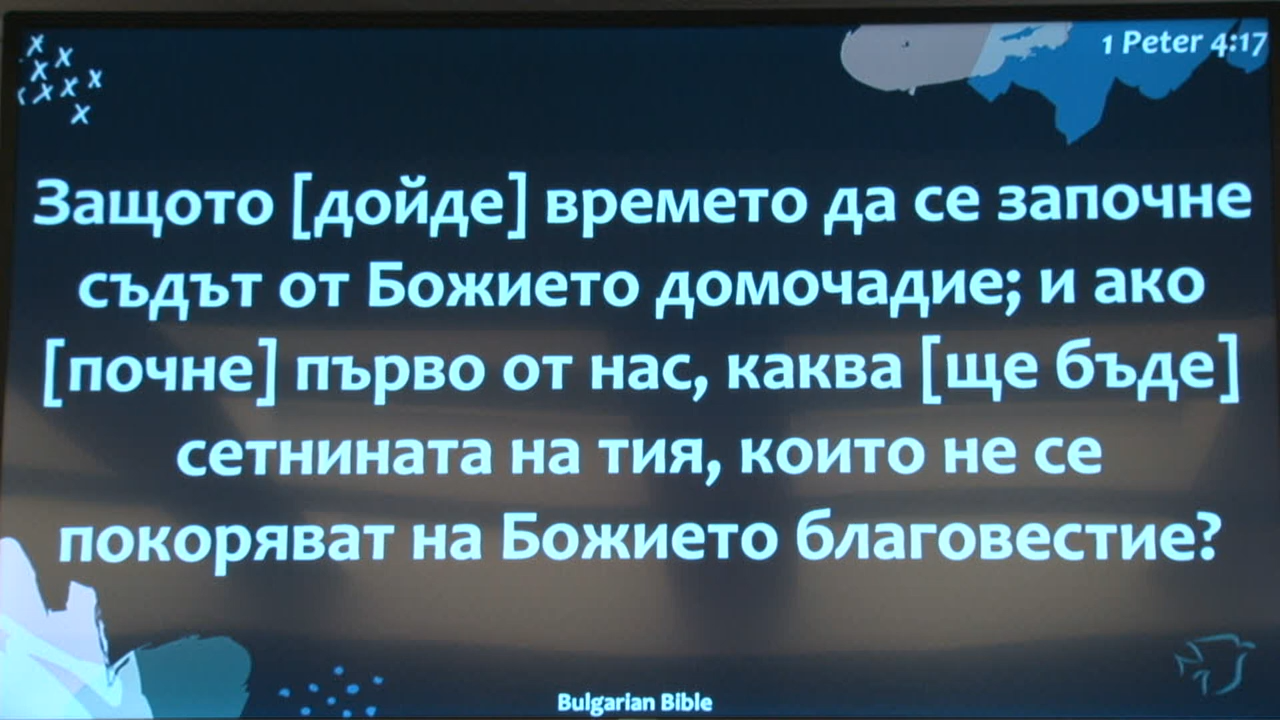 1 Peter 4:17
Защото [дойде] времето да се започне
съдът от Божието домочадие; и ако
[почне] първо от нас, каква [ще бъде]
сетнината на тия, които не се
покоряват на Божието благовестие?
Bulgarian Bible